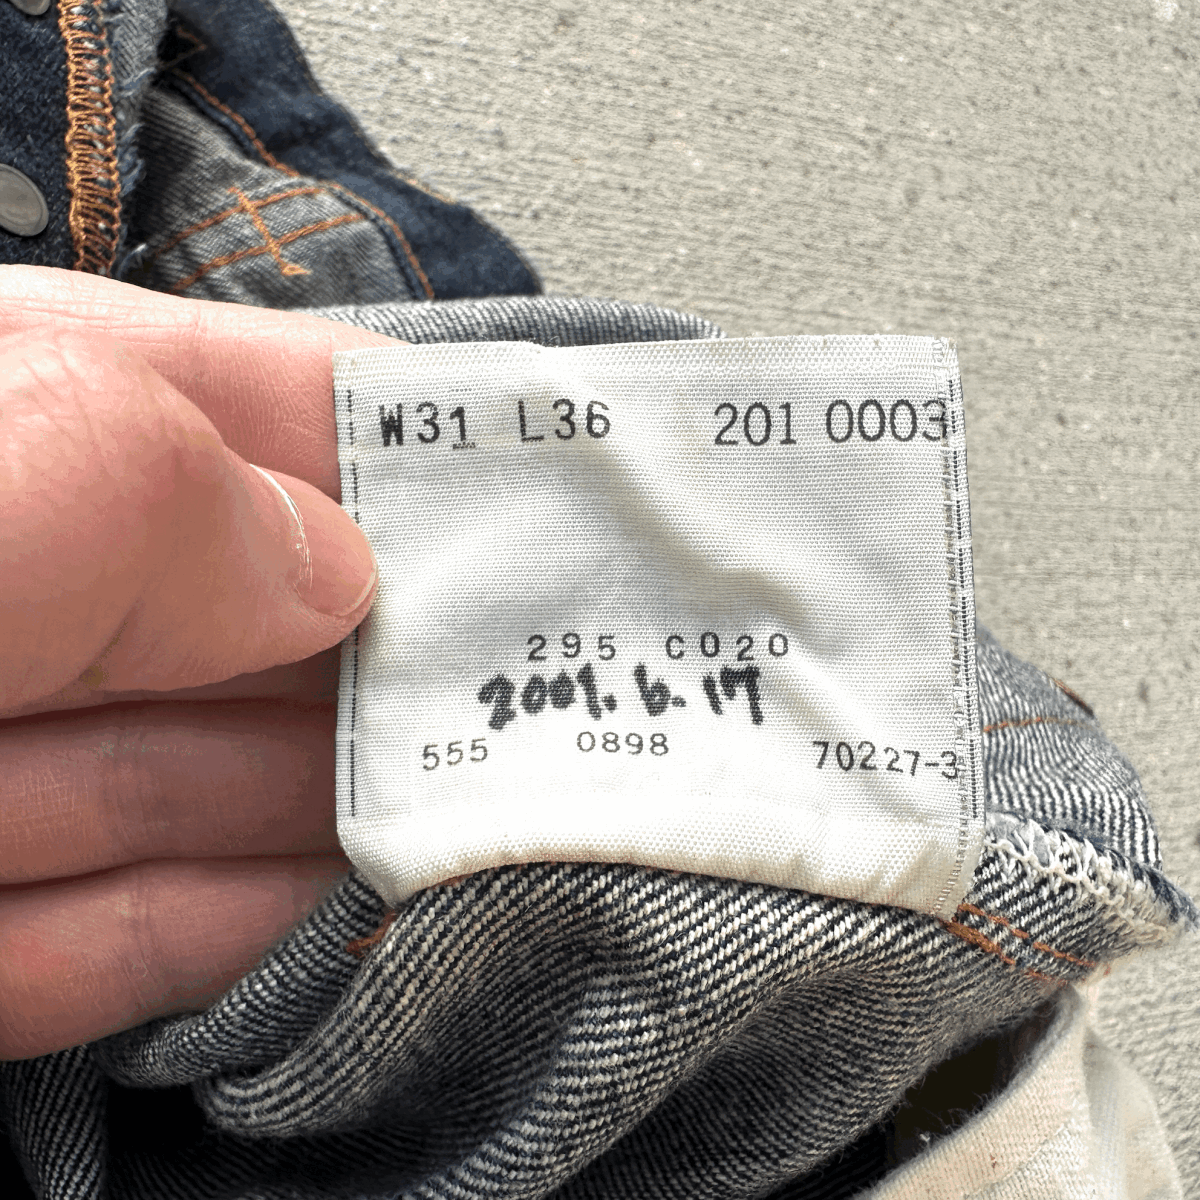 W31 L36 201 0003
295 C020
2001. 6. 17
555 0898 70227-3